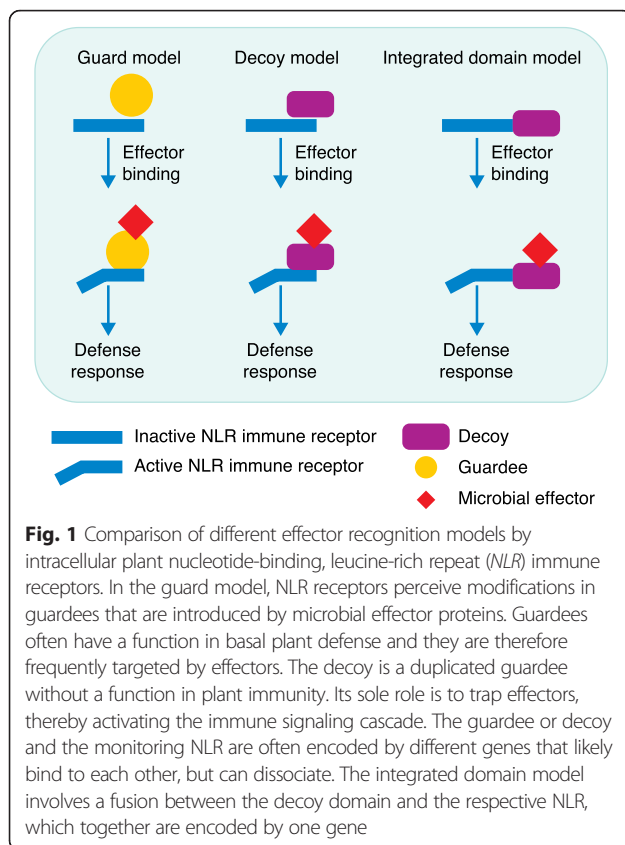 Guard model
Decoy model
Integrated domain model
Effector
binding
Effector
binding
Effector
binding
Defense
response
Defense
response
Defense
response
Inactive NLR immune receptor
Active NLR immune receptor
Decoy
Guardee
Microbial effector
Fig. 1 Comparison of different effector recognition models by
intracellular plant nucleotide-binding, leucine-rich repeat (NLR) immune
receptors. In the guard model, NLR receptors perceive modifications in
guardees that are introduced by microbial effector proteins. Guardees
often have a function in basal plant defense and they are therefore
frequently targeted by effectors. The decoy is a duplicated guardee
without a function in plant immunity. Its sole role is to trap effectors,
thereby activating the immune signaling cascade. The guardee or decoy
and the monitoring NLR are often encoded by different genes that likely
bind to each other, but can dissociate. The integrated domain model
involves a fusion between the decoy domain and the respective NLR,
which together are encoded by one gene